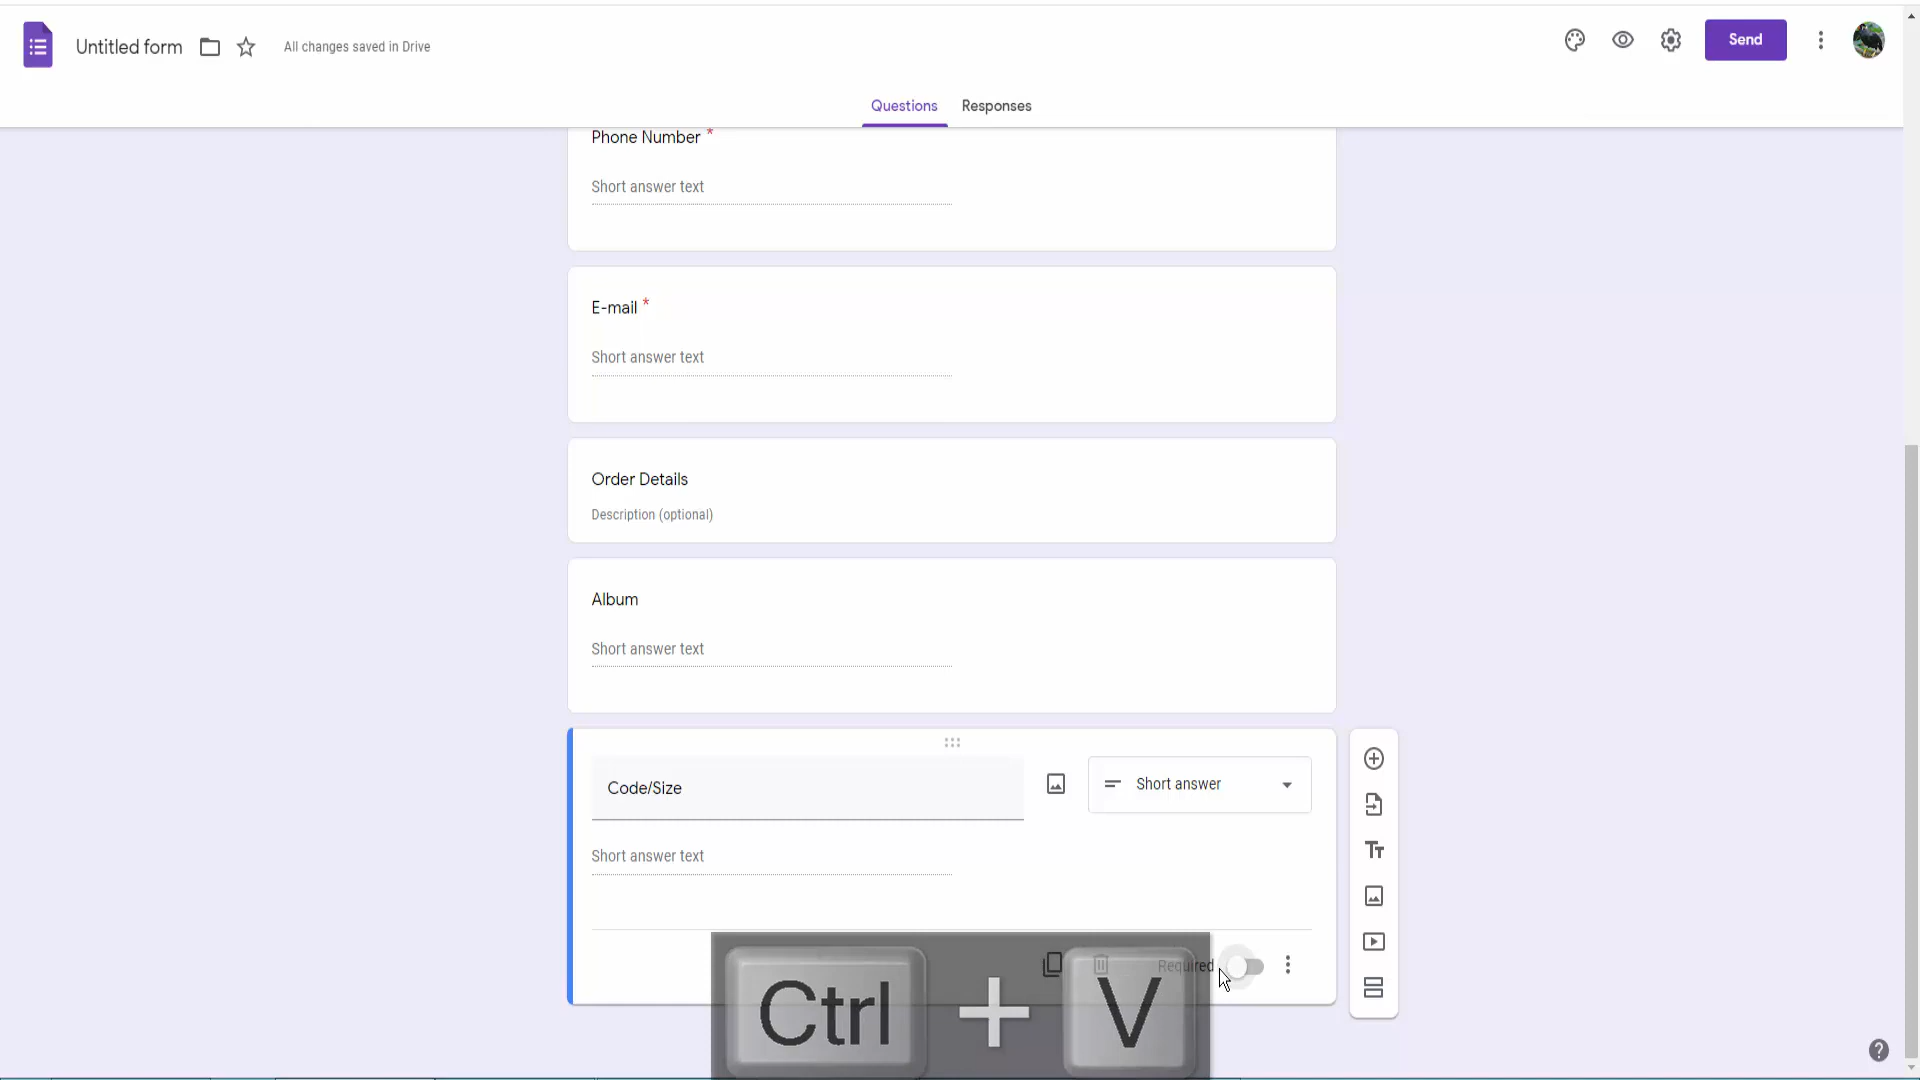 Untitled form
All changes saved in Drive
Send
Questions
Responses
Phone Number *
Short answer text
E-mail *
Short answer text
Order Details
Description (optional)
Album
Short answer text
Code/Size
Short answer
Short answer text
Required
Ctrl + V